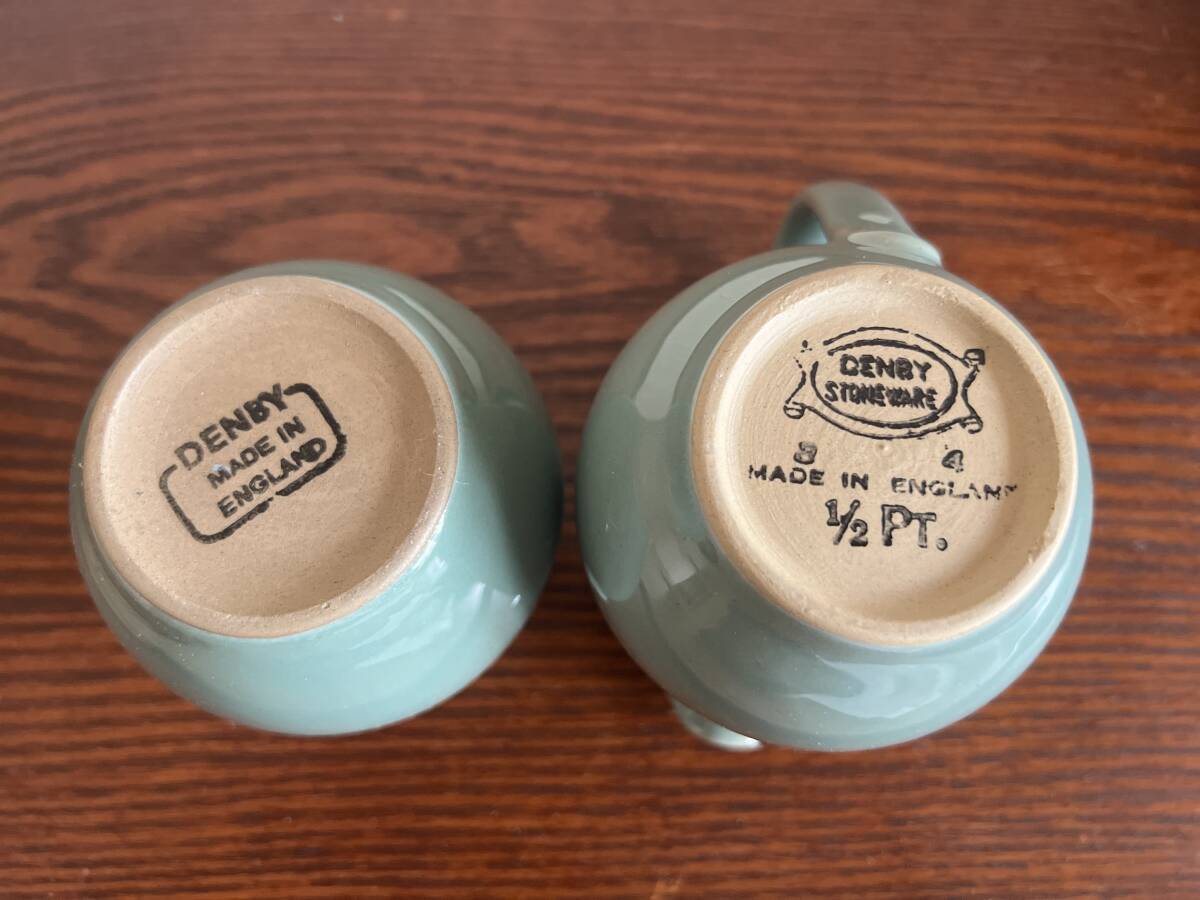 DENBY
MADE IN
ENGLAND
DENBY
STONEWARE
3 4
MADE IN ENGLAND
1/2 PT.